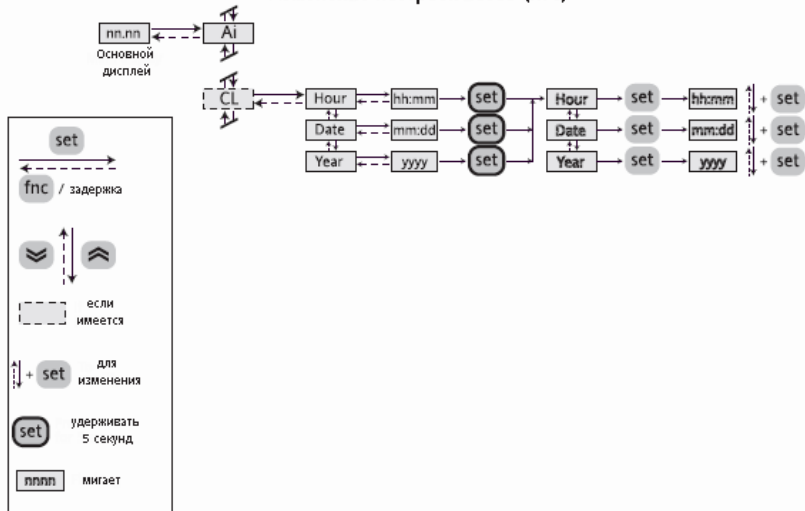 nn.nn
Ai
Основной
дисплей
CL Hour hh:mm set Hour set hh:mm + set
Date mm:dd set Date set mm:dd + set
Year yyyy set Year set yyyy + set
set
fnc / задержка
если
имеется
+ set для
изменения
set удерживать
5 секунд
nnnn мигает